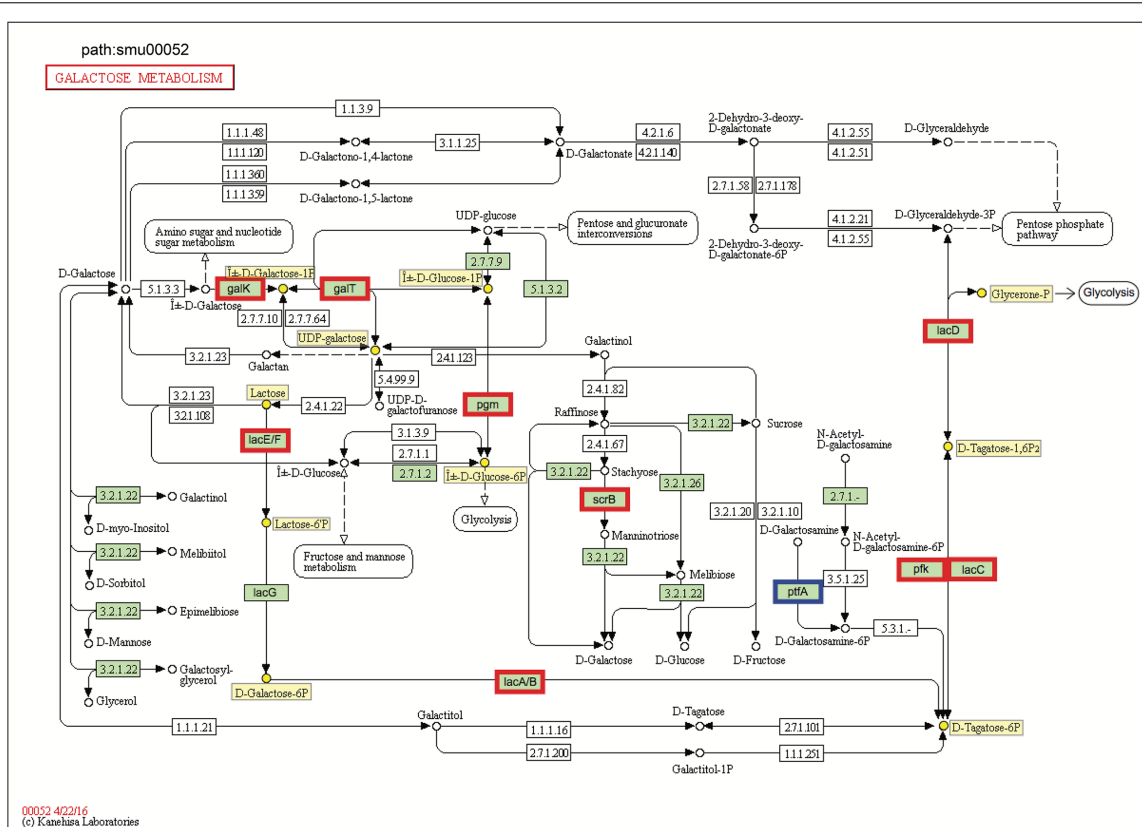 path:smu00052
GALACTOSE METABOLISM
1.1.3.9
1.1.1.48
1.1.1.120
D-Galactono-1,4-lactone
3.1.1.25
D-Galactonate
4.2.1.6
4.2.1.140
2-Dehydro-3-deoxy-
D-galactonate
4.1.2.55
4.1.2.51
D-Glyceraldehyde
1.1.1.360
1.1.1.359
D-Galactono-1,5-lactone
2.7.1.58
2.7.1.178
Amino sugar and nucleotide
sugar metabolism
UDP-glucose
Pentose and glucuronate
interconversions
2-Dehydro-3-deoxy-
D-galactonate-6P
4.1.2.21
4.1.2.55
D-Glyceraldehyde-3P
Pentose phosphate
pathway
D-Galactose
5.1.3.3
α-D-Galactose
galK
α-D-Galactose-1P
galT
α-D-Glucose-1P
2.7.7.9
5.1.3.2
Glycerone-P
Glycolysis
2.7.7.10
2.7.7.64
UDP-galactose
lacD
3.2.1.23
Galactan
2.4.1.123
Galactinol
5.4.99.9
UDP-D-
galactofuranose
2.4.1.82
3.2.1.23
3.2.1.108
Lactose
2.4.1.22
pgm
Raffinose
3.2.1.22
Sucrose
lacE/F
3.1.3.9
2.7.1.1
2.7.1.2
α-D-Glucose
α-D-Glucose-6P
2.4.1.67
3.2.1.22
Stachyose
3.2.1.26
N-Acetyl-
D-galactosamine
D-Tagatose-1,6P2
3.2.1.22
Galactinol
D-myo-Inositol
Lactose-6'P
Glycolysis
scrB
Manninotriose
3.2.1.20
3.2.1.10
2.7.1.-
D-Galactosamine
N-Acetyl-
D-galactosamine-6P
3.2.1.22
Melibiitol
D-Sorbitol
Fructose and mannose
metabolism
3.2.1.22
Melibiose
3.5.1.25
pfk
lacC
lacG
3.2.1.22
ptfA
3.2.1.22
Epimelibiose
D-Mannose
D-Galactosamine-6P
5.3.1.-
D-Galactose
D-Glucose
D-Fructose
3.2.1.22
Galactosyl-
glycerol
Glycerol
D-Galactose-6P
lacA/B
1.1.1.21
Galactitol
1.1.1.16
D-Tagatose
2.7.1.101
D-Tagatose-6P
2.7.1.200
Galactitol-1P
1.1.1.251
00052 4/22/16
(c) Kanehisa Laboratories